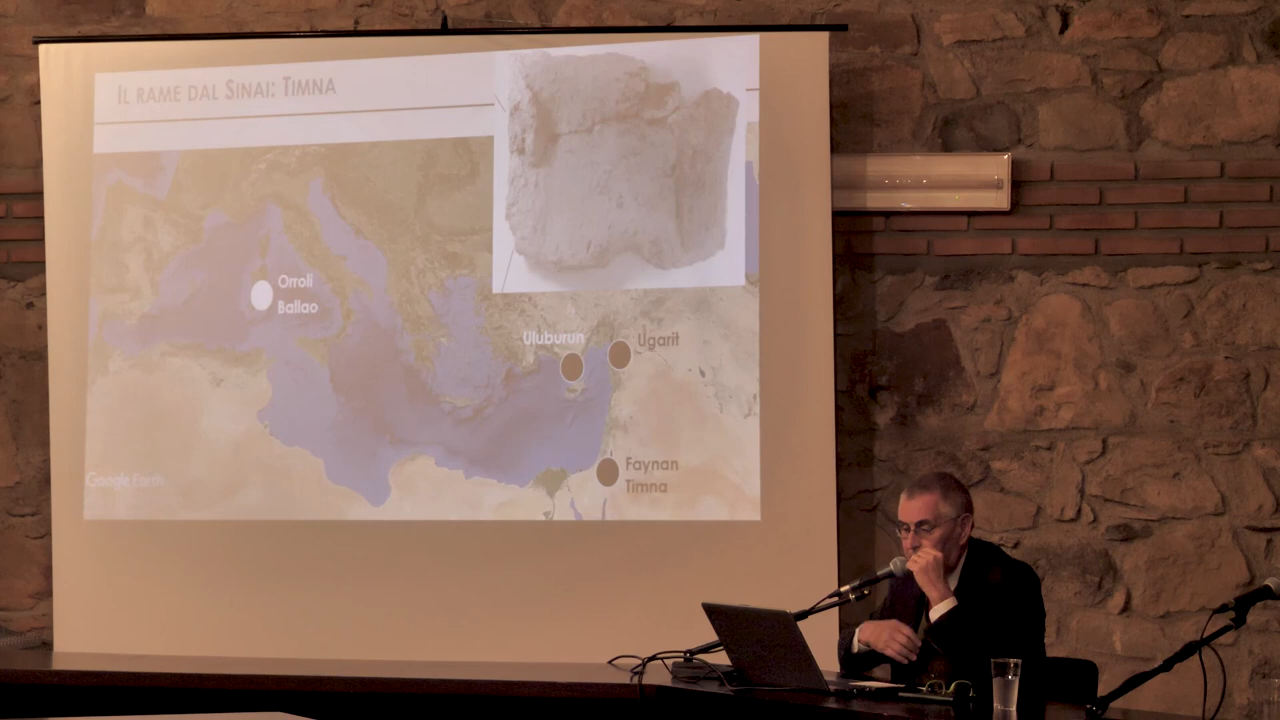 IL RAME DAL SINAI: TIMNA
Orroli
Ballao
Uluburun
Ugarit
Faynan
Timna
Google Earth